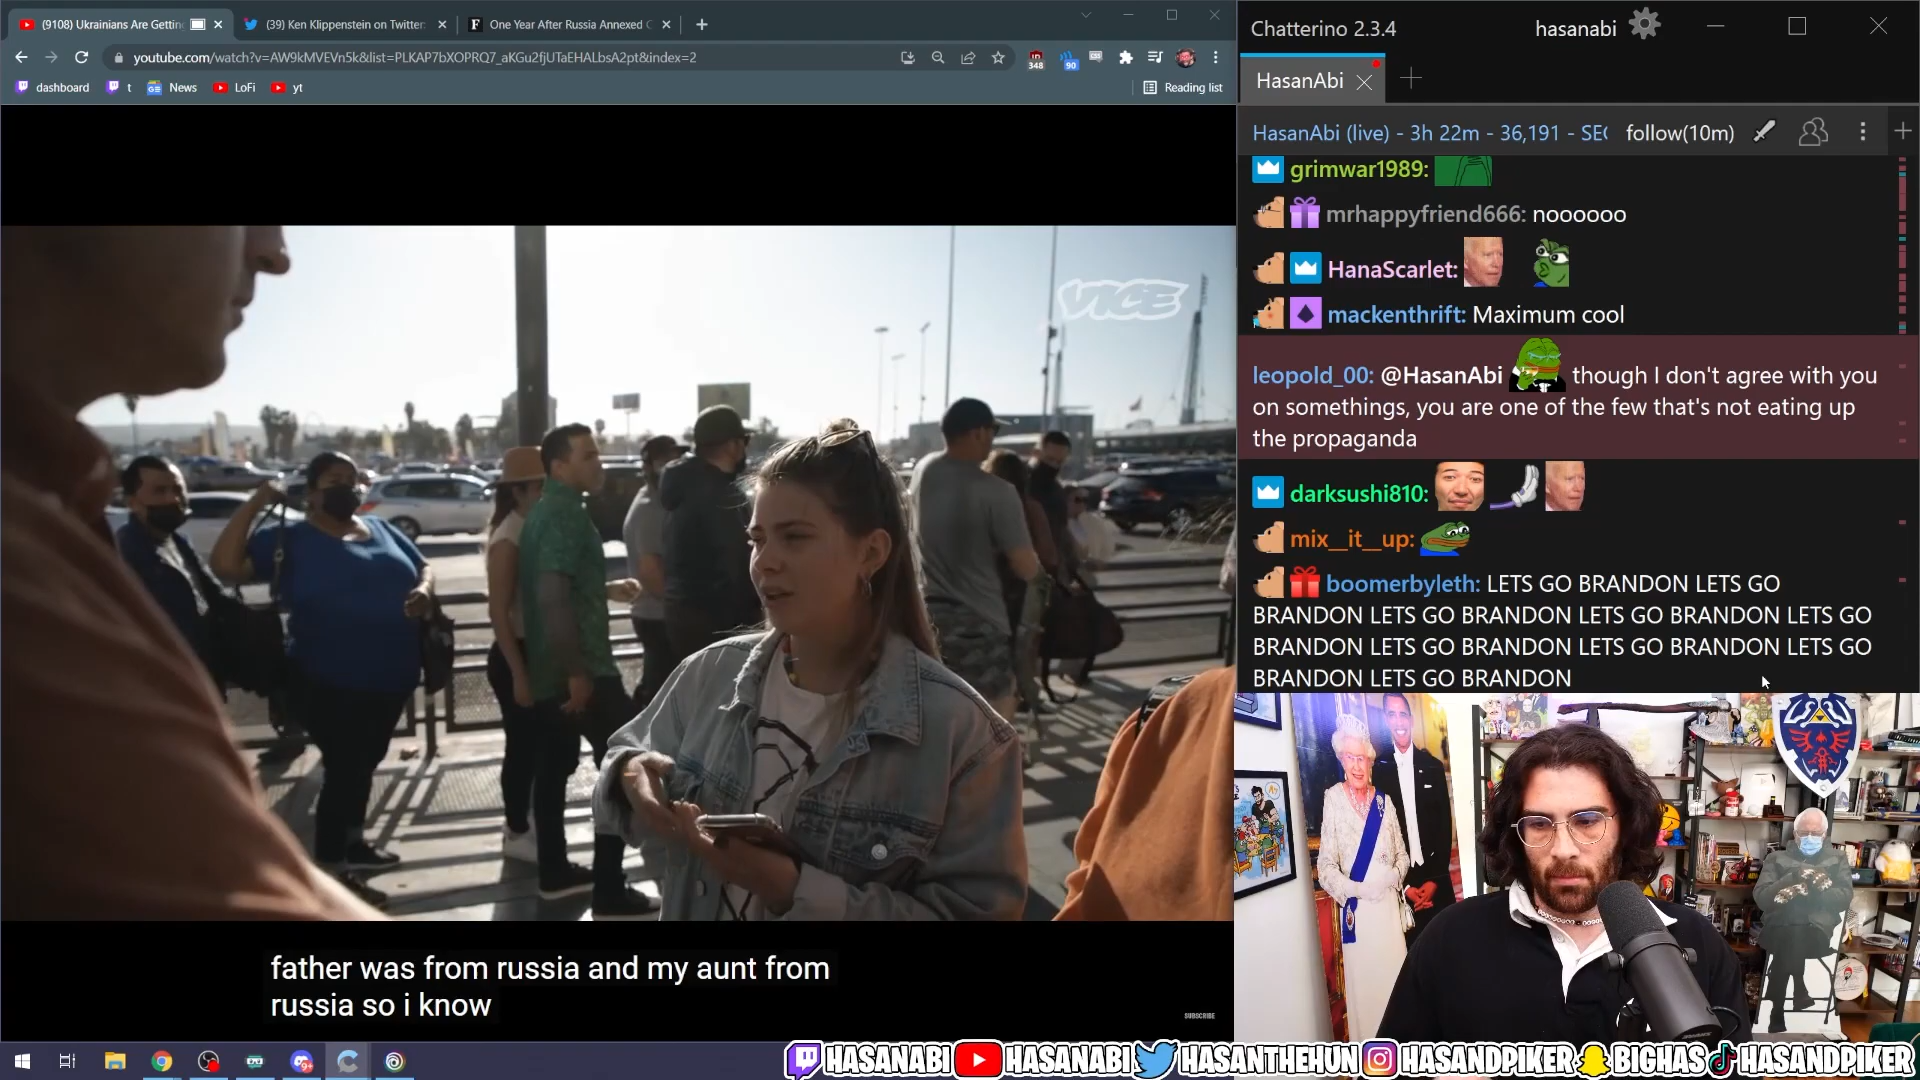 (9108) Ukrainians Are Gettin
(39) Ken Klippenstein on Twitter
One Year After Russia Annexed C
youtube.com/watch?v=AW9kMVEVn5k&list=PLKAP7bXOPRQ7_aKGu2fjUTaEHALbsA2pt&index=2
348
90
dashboard
t
News
LoFi
yt
Reading list
VICE
father was from russia and my aunt from
russia so i know
SUBSCRIBE
Chatterino 2.3.4
hasanabi
HasanAbi
HasanAbi (live) - 3h 22m - 36,191 - SE
follow(10m)
grimwar1989:
mrhappyfriend666: noooooo
HanaScarlet:
mackenthrift: Maximum cool
leopold_00: @HasanAbi though I don't agree with you
on somethings, you are one of the few that's not eating up
the propaganda
darksushi810:
mix__it__up:
boomerbyleth: LETS GO BRANDON LETS GO
BRANDON LETS GO BRANDON LETS GO BRANDON LETS GO
BRANDON LETS GO BRANDON LETS GO BRANDON LETS GO
BRANDON LETS GO BRANDON
HASANABI HASANABI HASANTHEHUN HASANDPIKER BIGHAS HASANDPIKER